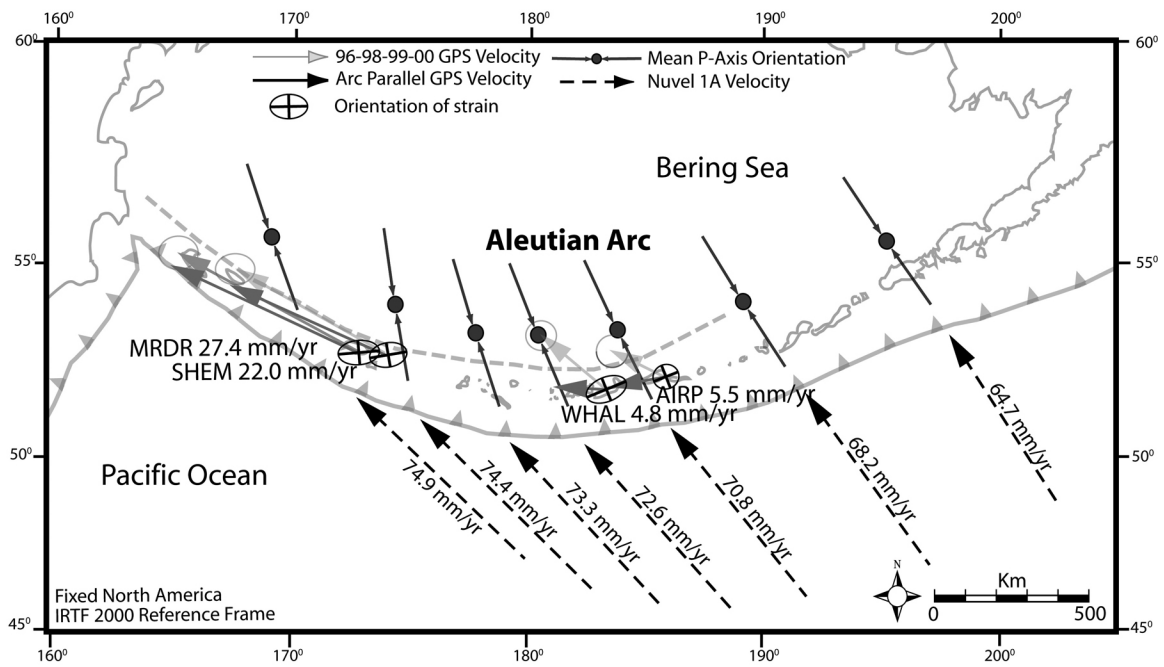 160⁰ 170⁰ 180⁰ 190⁰ 200⁰
60⁰ 60⁰
96-98-99-00 GPS Velocity
Mean P-Axis Orientation
Arc Parallel GPS Velocity
Nuvel 1A Velocity
Orientation of strain
Bering Sea
Aleutian Arc
55⁰ 55⁰
MRDR 27.4 mm/yr
SHEM 22.0 mm/yr
AIRP 5.5 mm/yr
WHAL 4.8 mm/yr
50⁰ 50⁰
Pacific Ocean
74.9 mm/yr
74.4 mm/yr
73.3 mm/yr
72.6 mm/yr
70.8 mm/yr
68.2 mm/yr
64.7 mm/yr
N
Km
0 500
Fixed North America
IRTF 2000 Reference Frame
45⁰ 45⁰
160⁰ 170⁰ 180⁰ 190⁰ 200⁰